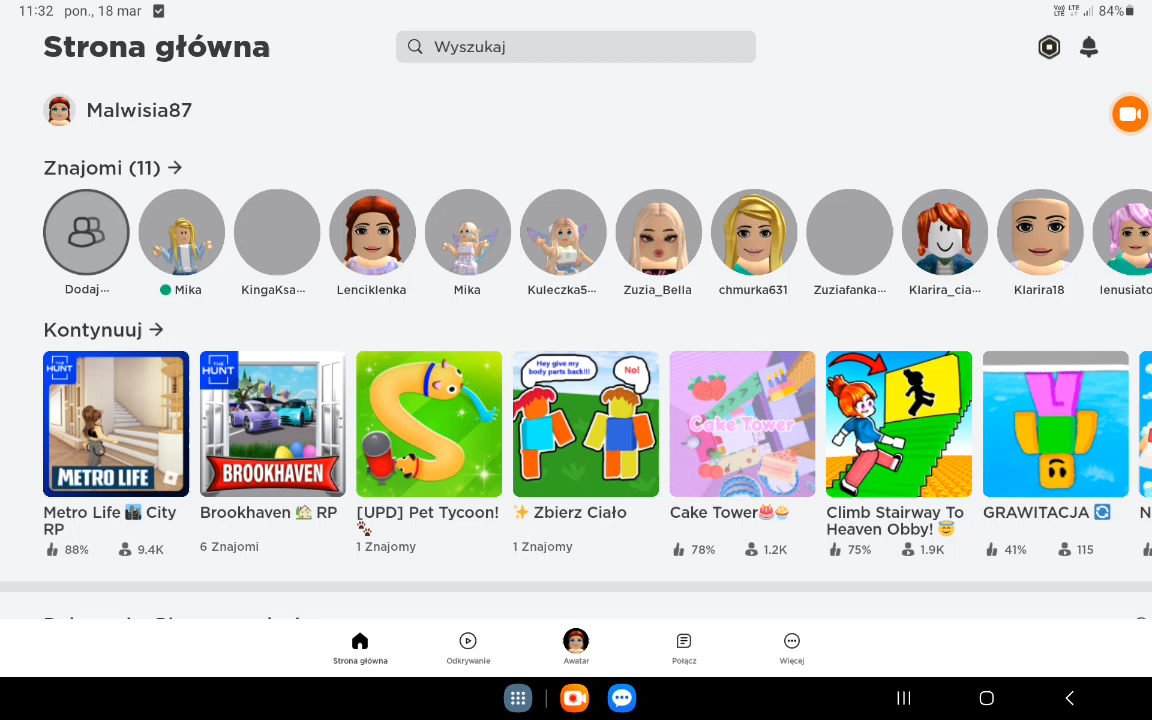 11:32 pon., 18 mar
84%
Strona główna
Wyszukaj
Malwisia87
Znajomi (11) →
Dodaj...
Mika
KingaKsa...
Lenciklenka
Mika
Kuleczka5...
Zuzia_Bella
chmurka631
Zuziafanka...
Klarira_cia...
Klarira18
lenusiato
Kontynuuj →
THE HUNT
METRO LIFE
THE HUNT
BROOKHAVEN
Hey give my
body parts back!!!
No!
Cake Tower
Metro Life 🏙️ City
RP
88% 9.4K
Brookhaven 🏡 RP
6 Znajomi
[UPD] Pet Tycoon!
🐾
1 Znajomy
✨ Zbierz Ciało
1 Znajomy
Cake Tower🎂🧁
78% 1.2K
Climb Stairway To
Heaven Obby! 😇
75% 1.9K
GRAWITACJA 🔄
41% 115
Strona główna
Odkrywanie
Awatar
Połącz
Więcej